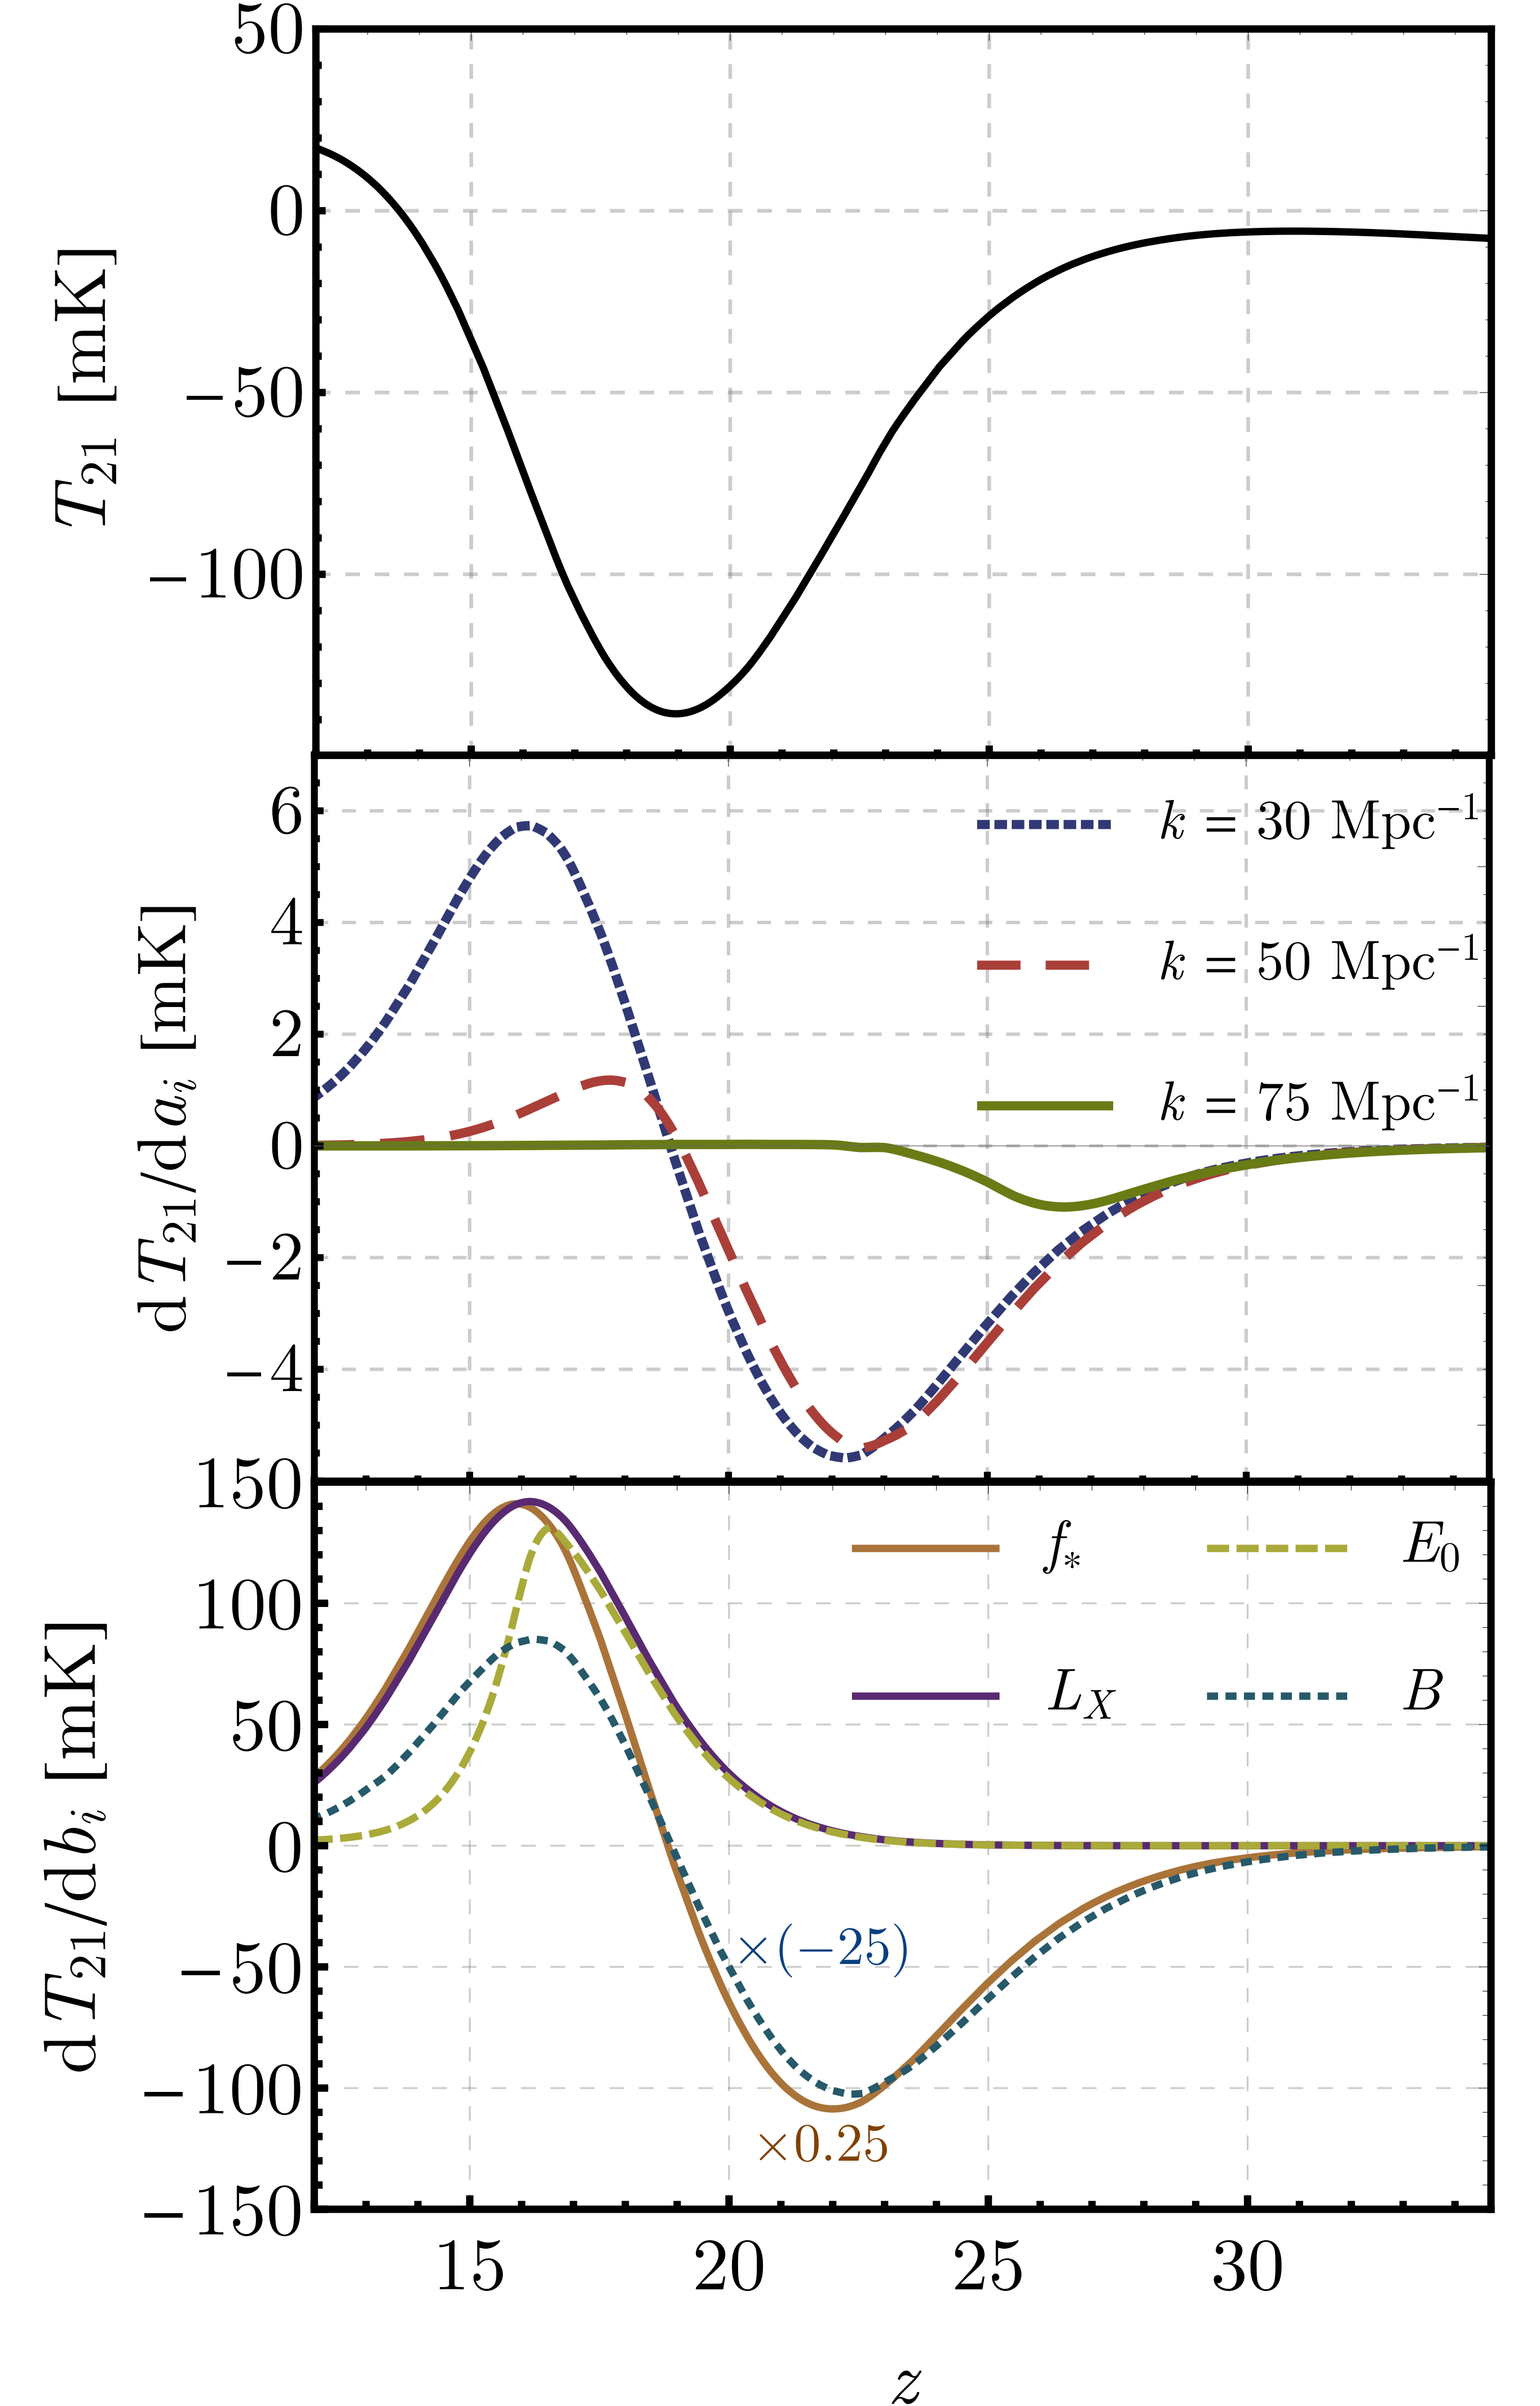 50
0
−50
−100
T₂₁ [mK]
6
4
2
0
−2
−4
dT₂₁/daᵢ [mK]
k = 30 Mpc⁻¹
k = 50 Mpc⁻¹
k = 75 Mpc⁻¹
150
100
50
0
−50
−100
−150
dT₂₁/dbᵢ [mK]
f* E₀
L_X B
×(−25)
×0.25
15 20 25 30
z